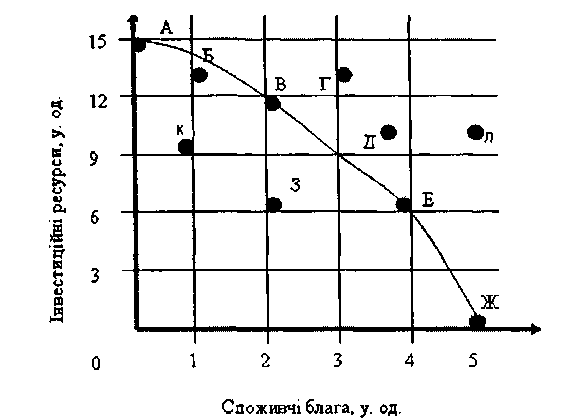 15
12
9
6
3
0
1 2 3 4 5
А
Б
В
Г
К
Д
Л
З
Е
Ж
Інвестиційні ресурси, у. од.
Споживчі блага, у. од.